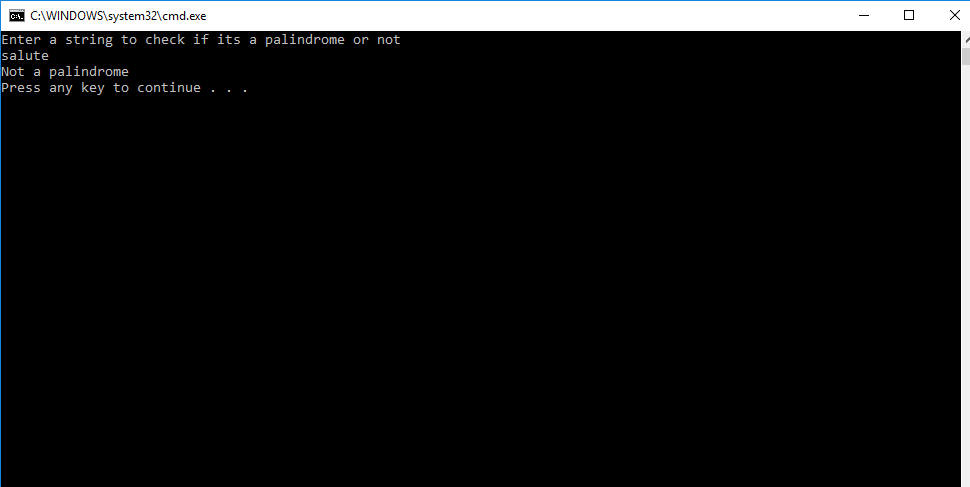 C:\WINDOWS\system32\cmd.exe
Enter a string to check if its a palindrome or not
salute
Not a palindrome
Press any key to continue . . .